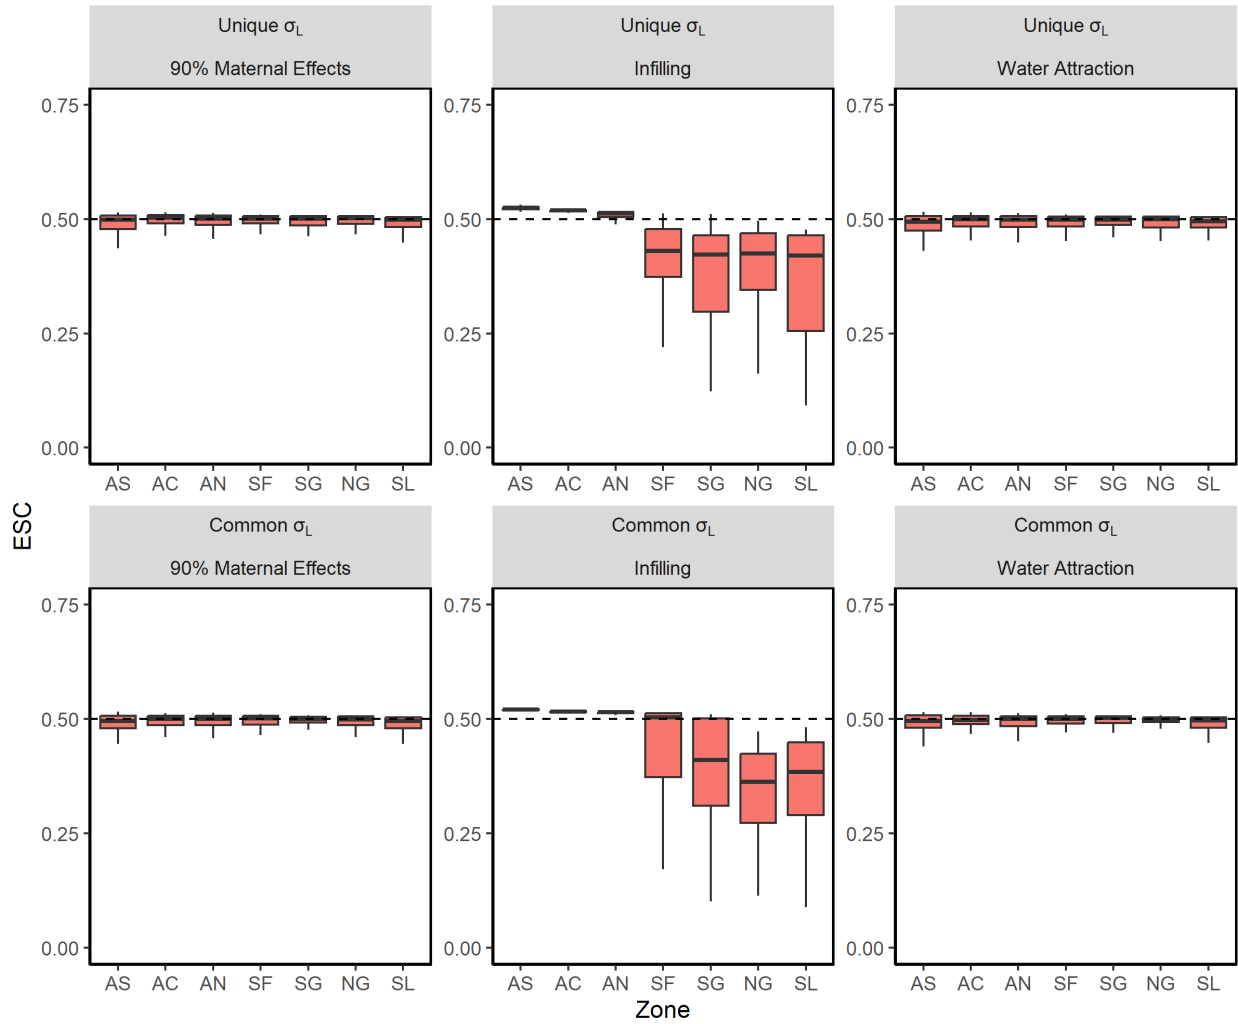 Unique σL
90% Maternal Effects
Unique σL
Infilling
Unique σL
Water Attraction
0.75
0.50
0.25
0.00
AS AC AN SF SG NG SL
0.75
0.50
0.25
0.00
AS AC AN SF SG NG SL
0.75
0.50
0.25
0.00
AS AC AN SF SG NG SL
ESC
Common σL
90% Maternal Effects
Common σL
Infilling
Common σL
Water Attraction
0.75
0.50
0.25
0.00
AS AC AN SF SG NG SL
0.75
0.50
0.25
0.00
AS AC AN SF SG NG SL
0.75
0.50
0.25
0.00
AS AC AN SF SG NG SL
Zone